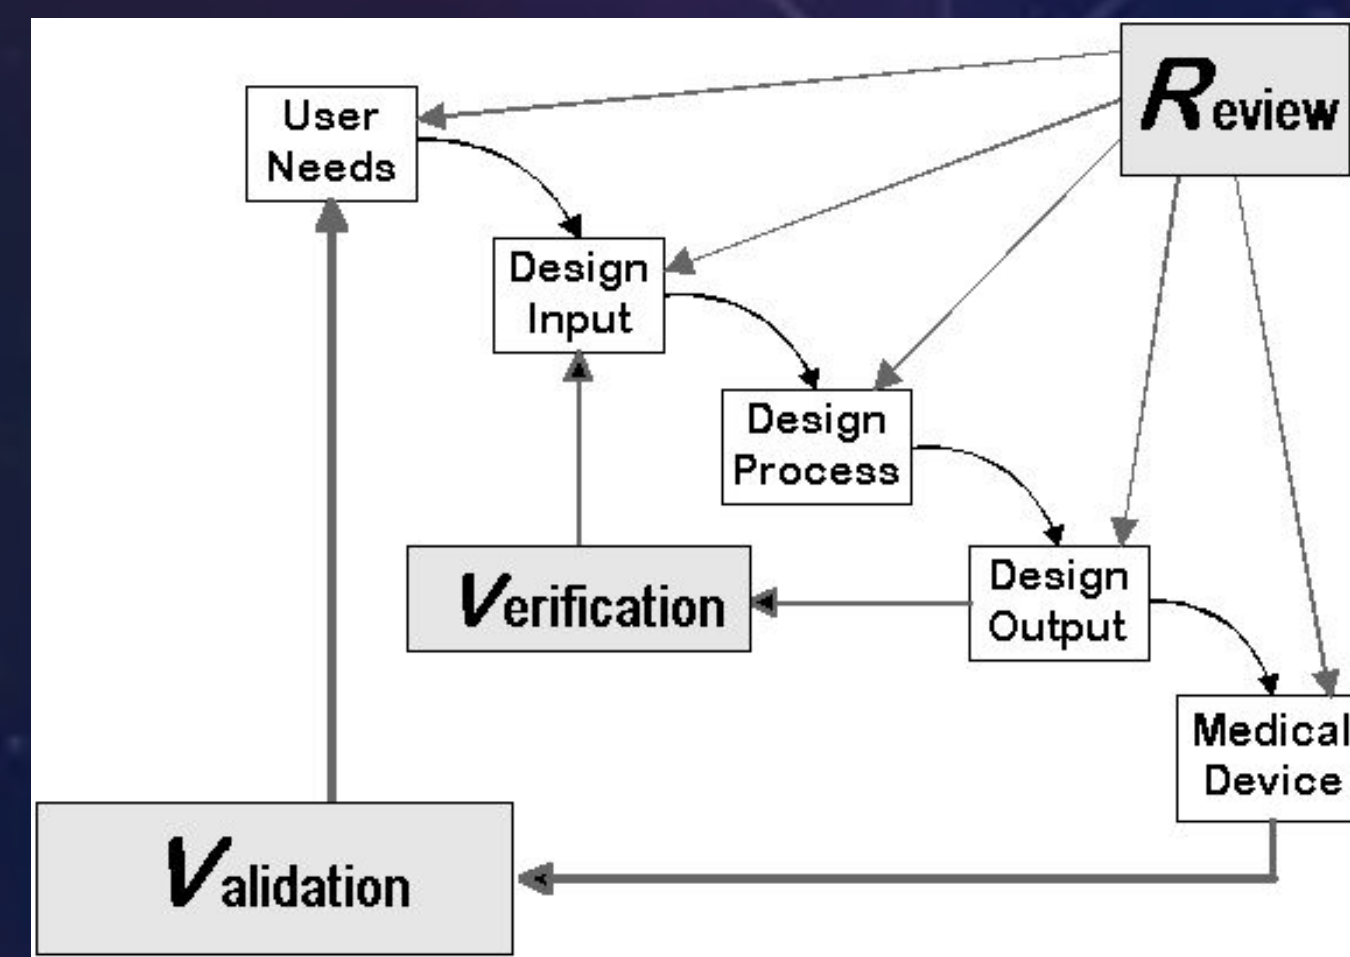 Review
User
Needs
Design
Input
Design
Process
Design
Output
Verification
Medical
Device
Validation